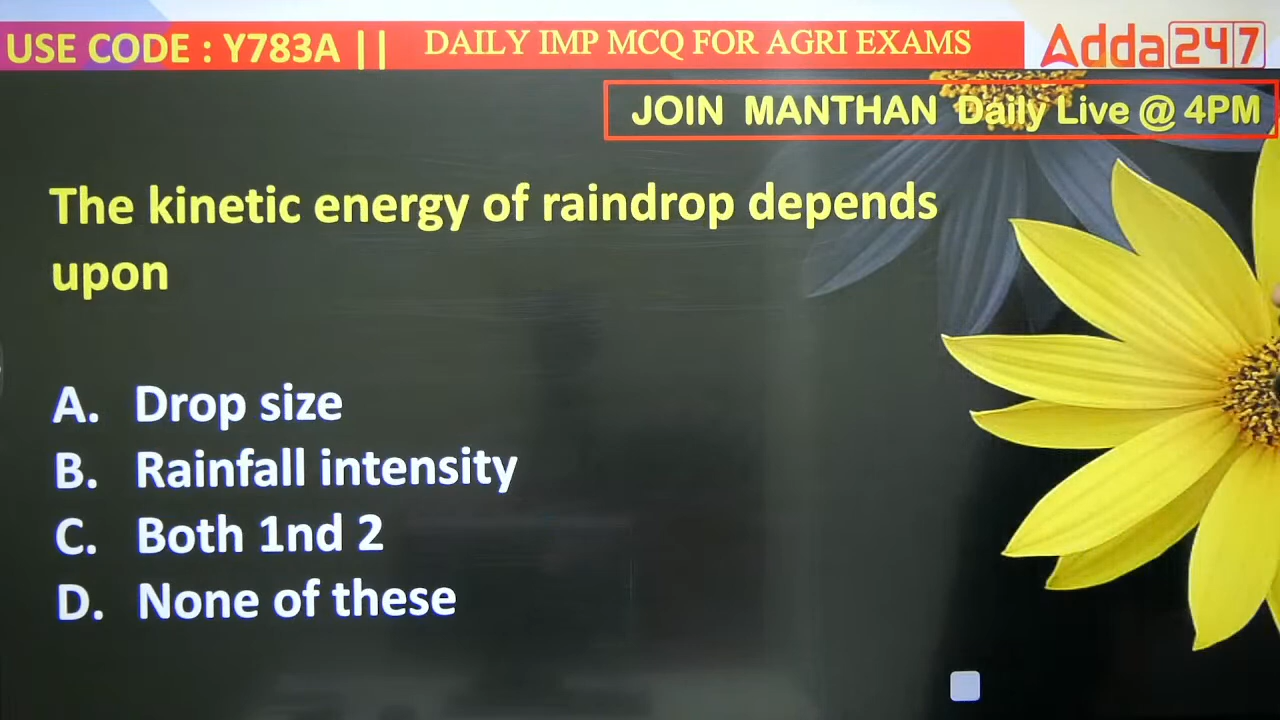 USE CODE : Y783A || DAILY IMP MCQ FOR AGRI EXAMS Adda247
JOIN MANTHAN Daily Live @ 4PM
The kinetic energy of raindrop depends
upon
A. Drop size
B. Rainfall intensity
C. Both 1nd 2
D. None of these